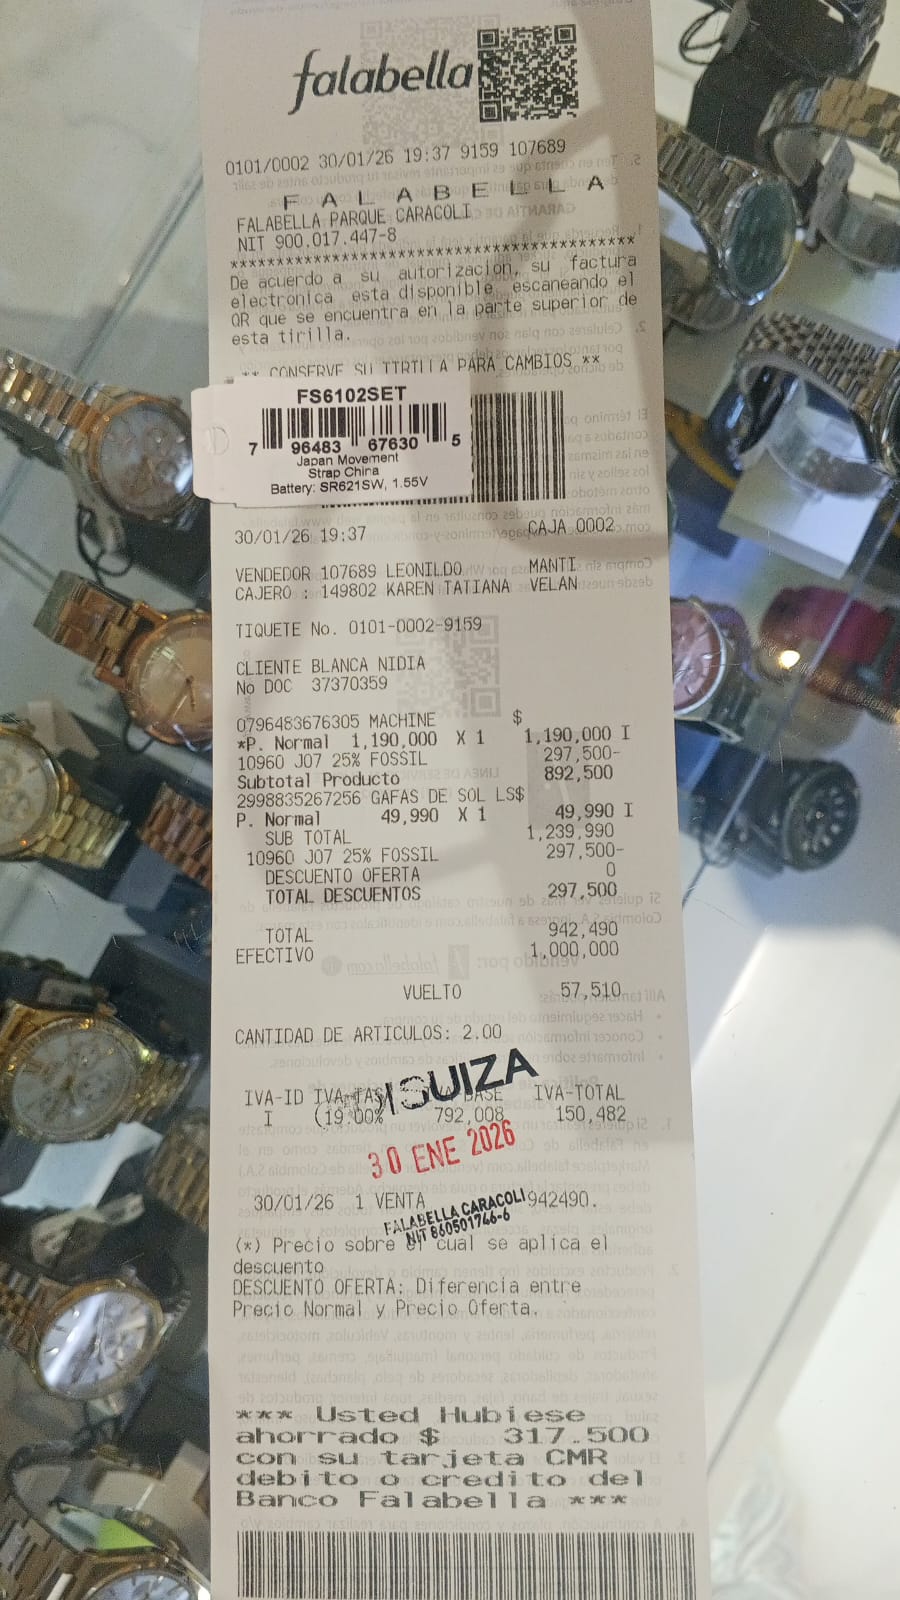 falabella
0101/0002 30/01/26 19:37 9159 107689
F A L A B E L L A
FALABELLA PARQUE CARACOLI
NIT 900.017.447-8
******************************************
De acuerdo a su autorizacion, su factura
electronica esta disponible escaneando el
QR que se encuentra en la parte superior de
esta tirilla.
** CONSERVE SU TIRILLA PARA CAMBIOS **
FS6102SET
7 96483 67630 5
Japan Movement
Strap China
Battery: SR621SW, 1.55V
30/01/26 19:37 CAJA 0002
VENDEDOR 107689 LEONILDO MANTI
CAJERO : 149802 KAREN TATIANA VELAN
TIQUETE No. 0101-0002-9159
CLIENTE BLANCA NIDIA
No DOC 37370359
0796483676305 MACHINE $
*P. Normal 1,190,000 X 1 1,190,000 I
10960 J07 25% FOSSIL 297,500-
Subtotal Producto 892,500
2998835267256 GAFAS DE SOL LS$
P. Normal 49,990 X 1 49,990 I
SUB TOTAL 1,239,990
10960 J07 25% FOSSIL 297,500-
DESCUENTO OFERTA 0
TOTAL DESCUENTOS 297,500
TOTAL 942,490
EFECTIVO 1,000,000
VUELTO 57,510
CANTIDAD DE ARTICULOS: 2.00
SUIZA
IVA-ID IVA-TAS BASE IVA-TOTAL
I (19.00% 792,008 150,482
30 ENE 2026
30/01/26 1 VENTA 942490.
FALABELLA CARACOLI
NIT 860501746-6
(*) Precio sobre el cual se aplica el
descuento
DESCUENTO OFERTA: Diferencia entre
Precio Normal y Precio Oferta.
*** Usted Hubiese
ahorrado $ 317.500
con su tarjeta CMR
debito o credito del
Banco Falabella ***